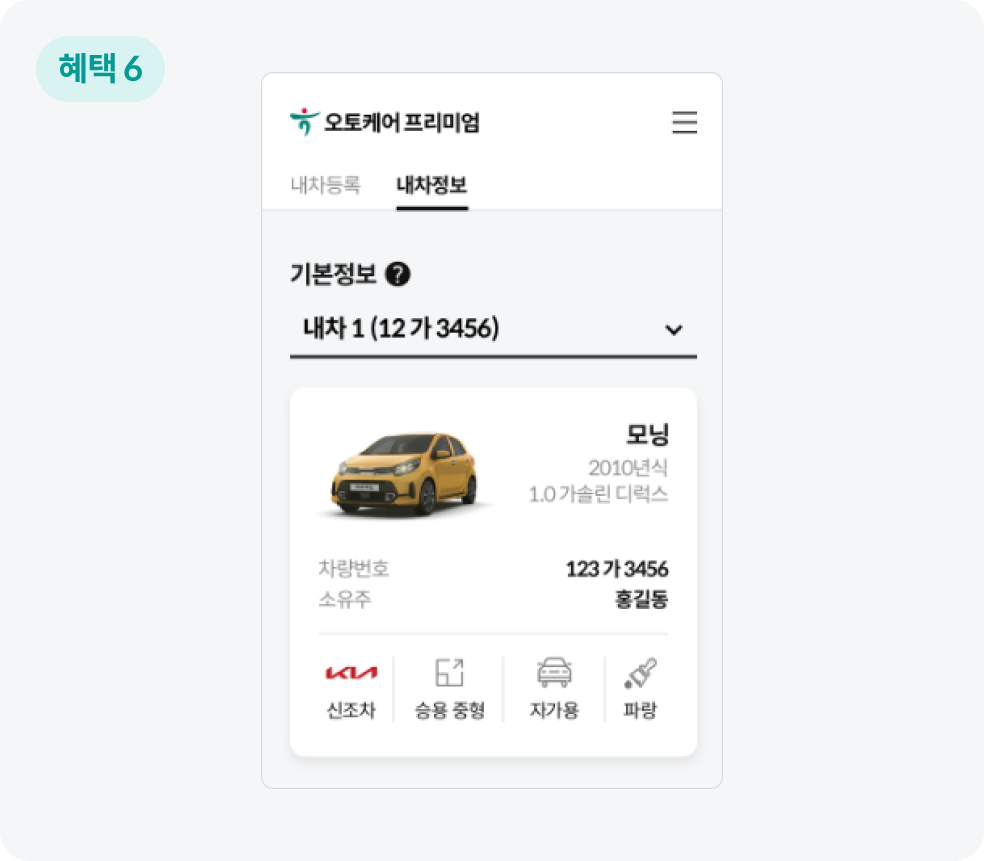 혜택 6
오토케어 프리미엄
내차등록 내차정보
기본정보 ?
내차 1 (12 가 3456)
모닝
2010년식
1.0 가솔린 디럭스
차량번호 123 가 3456
소유주 홍길동
KIA
신조차 승용 중형 자가용 파랑